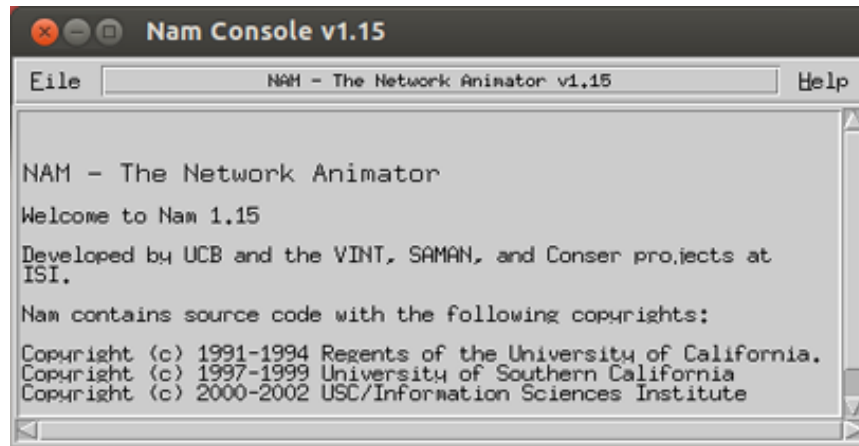 Nam Console v1.15
File NAM - The Network Animator v1.15 Help
NAM - The Network Animator
Welcome to Nam 1.15
Developed by UCB and the VINT, SAMAN, and Conser projects at
ISI.
Nam contains source code with the following copyrights:
Copyright (c) 1991-1994 Regents of the University of California.
Copyright (c) 1997-1999 University of Southern California
Copyright (c) 2000-2002 USC/Information Sciences Institute